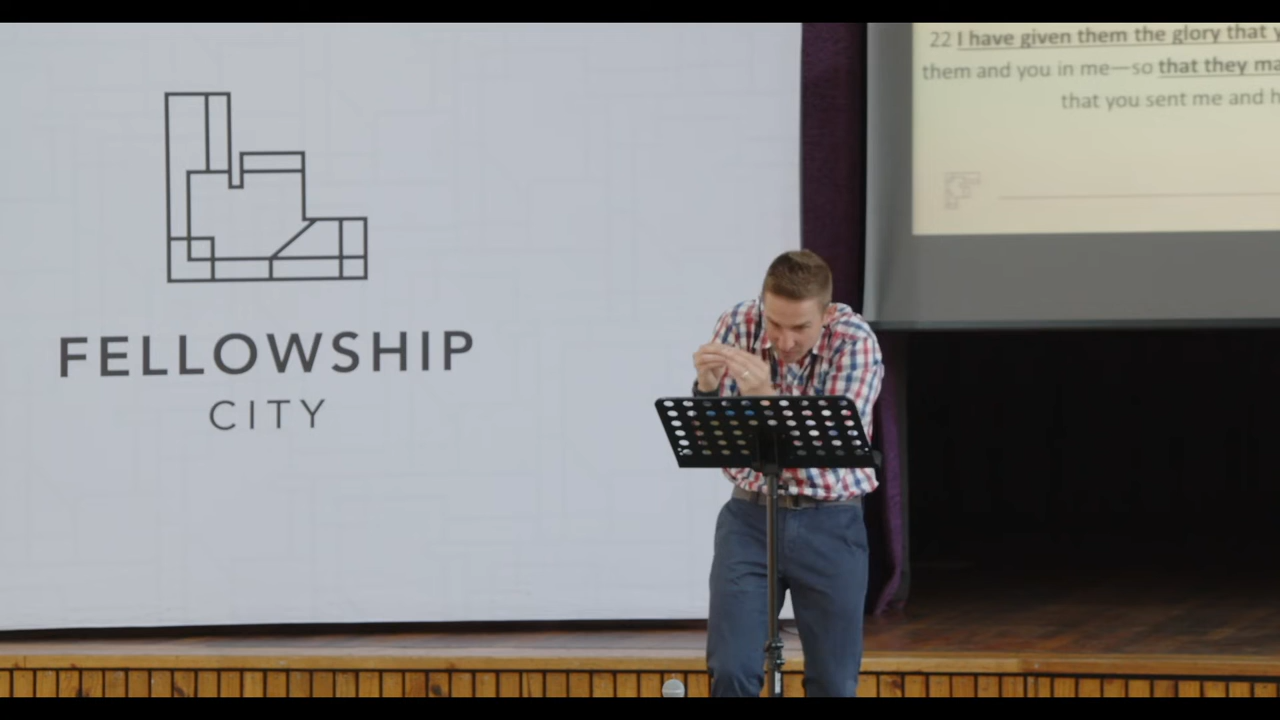 FELLOWSHIP
CITY
22 I have given them the glory that
them and you in me—so that they
that you sent me and